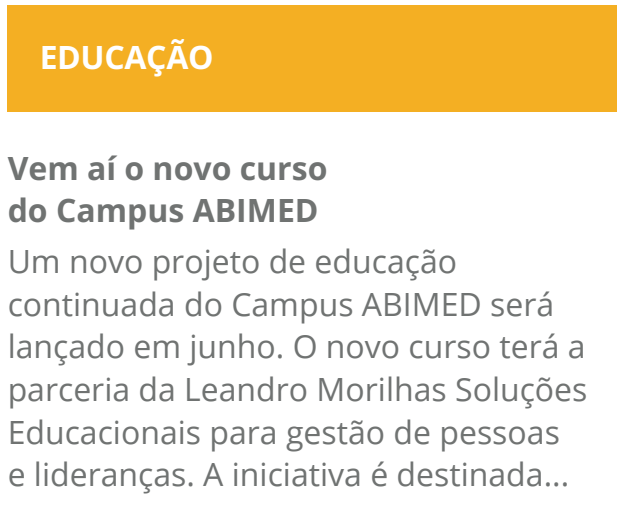 EDUCAÇÃO
Vem aí o novo curso
do Campus ABIMED
Um novo projeto de educação
continuada do Campus ABIMED será
lançado em junho. O novo curso terá a
parceria da Leandro Morilhas Soluções
Educacionais para gestão de pessoas
e lideranças. A iniciativa é destinada...